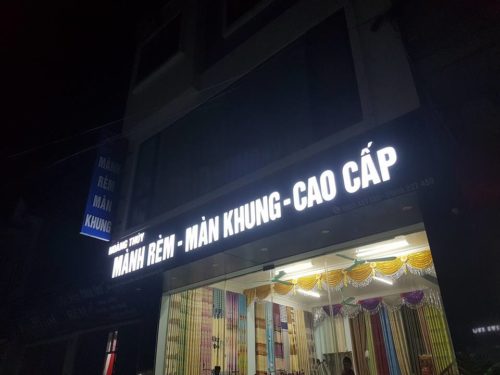 MÀNH
RÈM
MÀN
KHUNG
HOÀNG THỦY
MÀNH RÈM - MÀN KHUNG - CAO CẤP